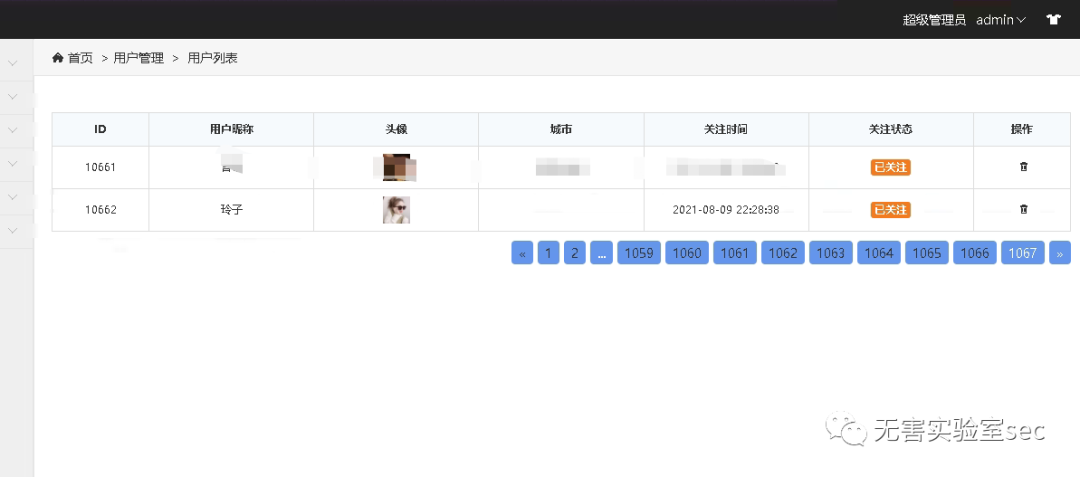 超级管理员 admin
首页 > 用户管理 > 用户列表
ID 用户昵称 头像 城市 关注时间 关注状态 操作
10661 已关注
10662 玲子 2021-08-09 22:28:38 已关注
« 1 2 ... 1059 1060 1061 1062 1063 1064 1065 1066 1067 »
无害实验室sec